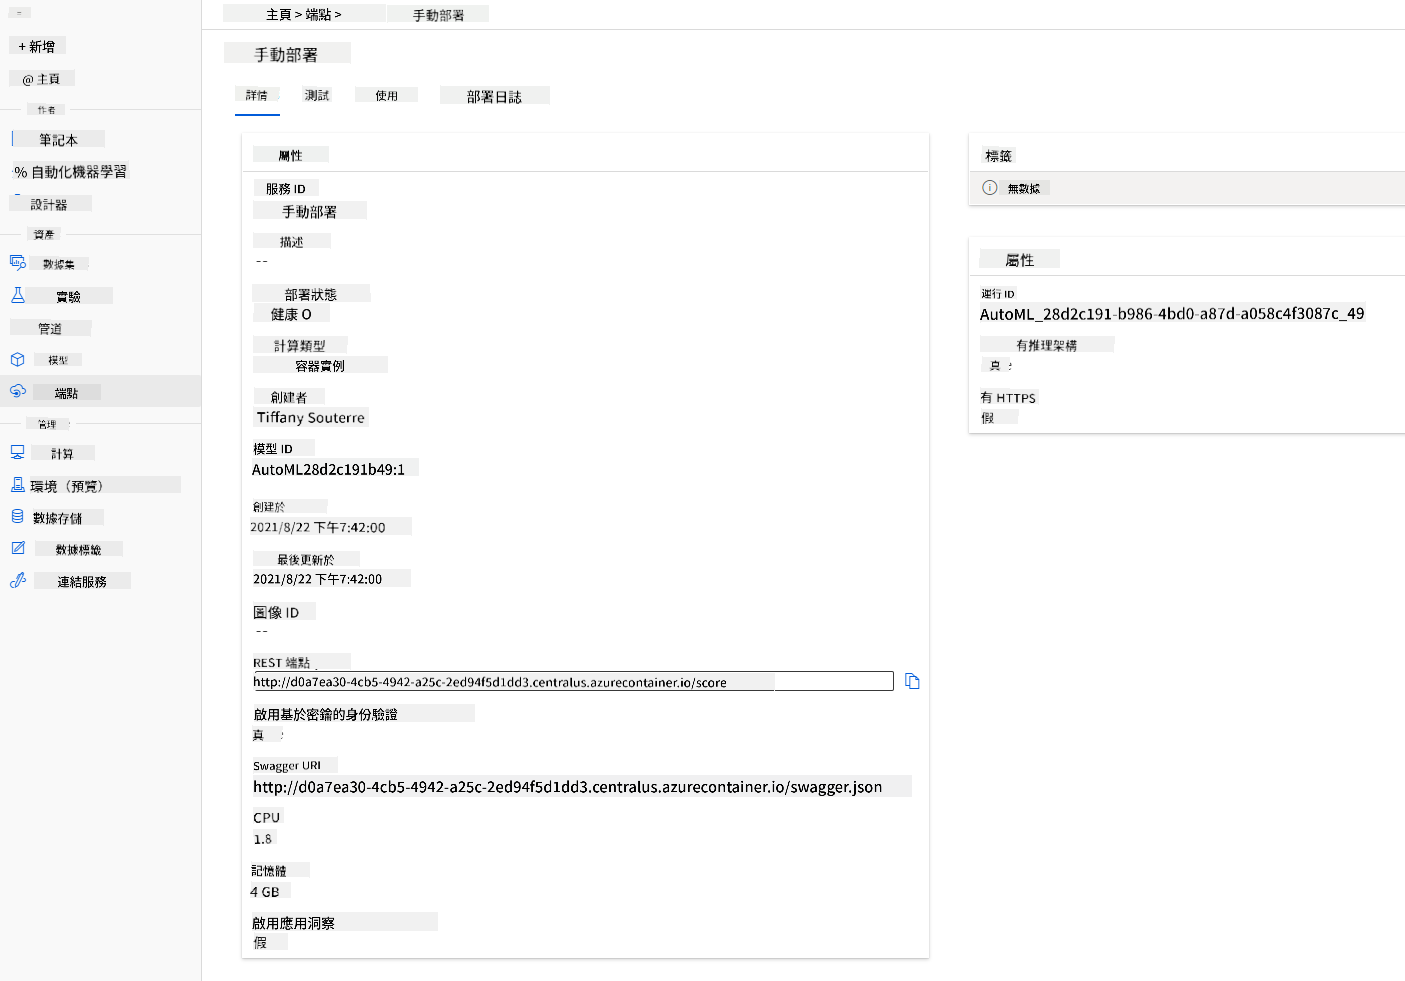 + 新增
@ 主頁
作者
筆記本
% 自動化機器學習
設計器
資產
數據集
實驗
管道
模型
端點
管理
計算
環境（預覽）
數據存儲
數據標籤
連結服務
主頁 > 端點 >
手動部署
手動部署
詳情
測試
使用
部署日誌
屬性
服務 ID
手動部署
描述
--
部署狀態
健康 O
計算類型
容器實例
創建者
Tiffany Souterre
模型 ID
AutoML28d2c191b49:1
創建於
2021/8/22 下午7:42:00
最後更新於
2021/8/22 下午7:42:00
圖像 ID
--
REST 端點
http://d0a7ea30-4cb5-4942-a25c-2ed94f5d1dd3.centralus.azurecontainer.io/score
啟用基於密鑰的身份驗證
真
Swagger URI
http://d0a7ea30-4cb5-4942-a25c-2ed94f5d1dd3.centralus.azurecontainer.io/swagger.json
CPU
1.8
記憶體
4 GB
啟用應用洞察
假
標籤
無數據
屬性
運行 ID
AutoML_28d2c191-b986-4bd0-a87d-a058c4f3087c_49
有推理架構
真
有 HTTPS
假